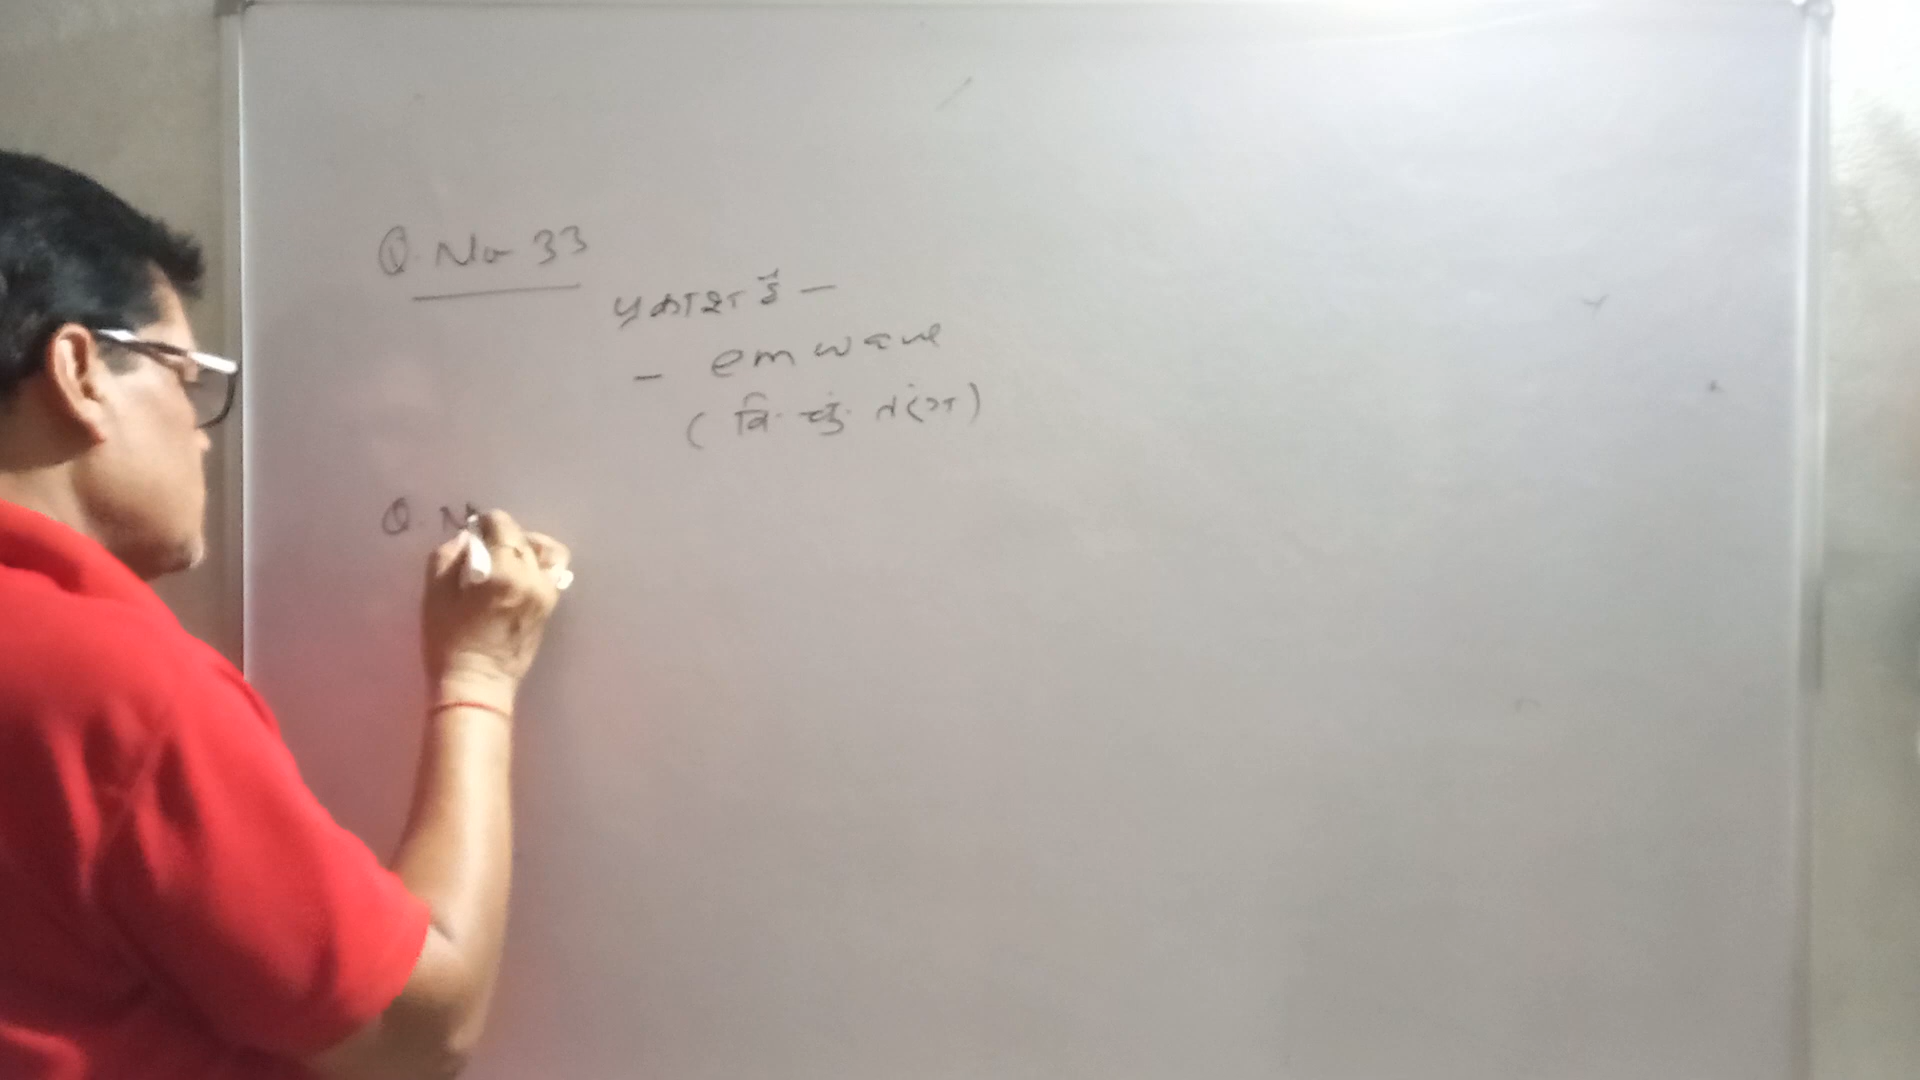 Q. No 33
प्रकाश है —
— em wave
( वि. चुं. तरंग )
Q. N